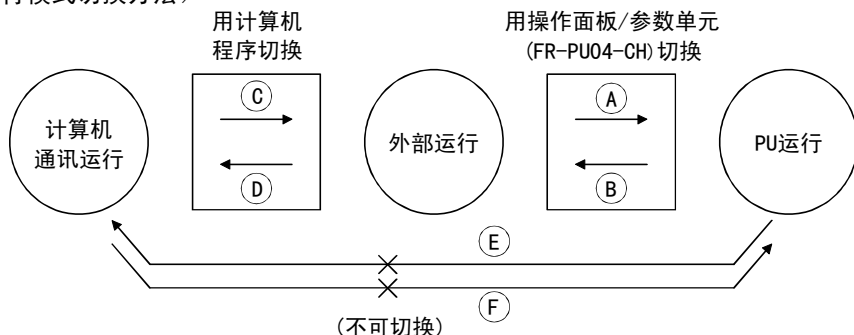 行模式切换方法〉
用计算机
程序切换
用操作面板/参数单元
(FR-PU04-CH)切换
C
A
计算机
通讯运行
外部运行
PU运行
D
B
E
F
(不可切换)